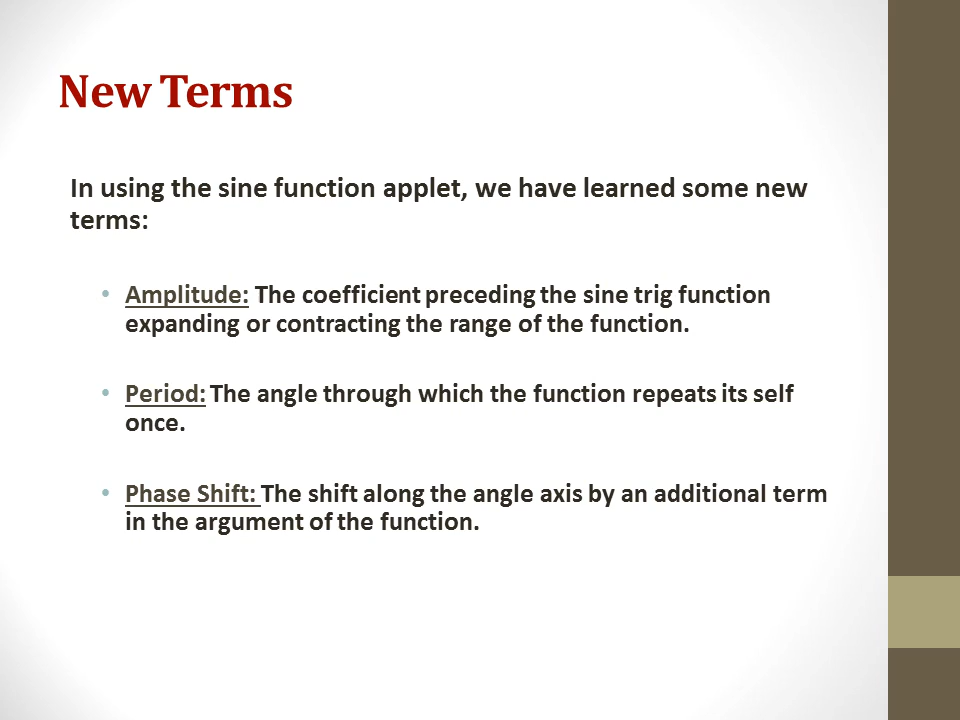 New Terms
In using the sine function applet, we have learned some new
terms:
• Amplitude: The coefficient preceding the sine trig function
expanding or contracting the range of the function.
• Period: The angle through which the function repeats its self
once.
• Phase Shift: The shift along the angle axis by an additional term
in the argument of the function.